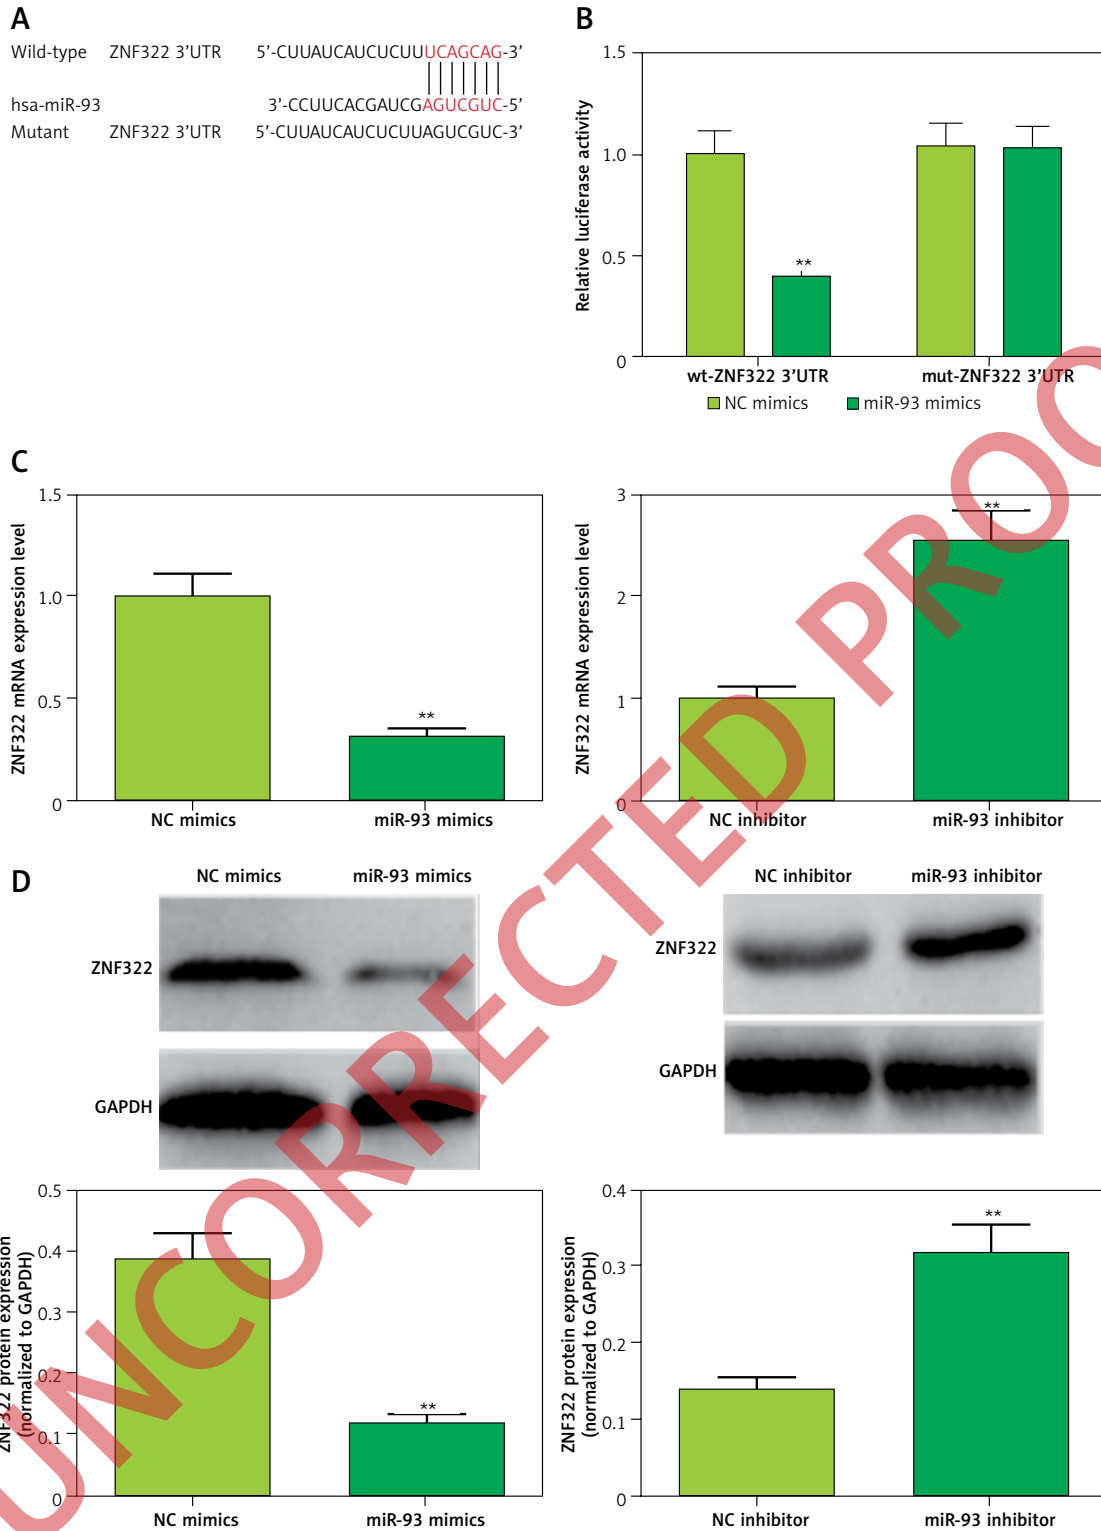 A
Wild-type ZNF322 3’UTR 5’-CUUAUCAUCUCUUUCAGCAG-3’
hsa-miR-93 3’-CCUUCACGAUCGAGUCGUC-5’
Mutant ZNF322 3’UTR 5’-CUUAUCAUCUCUUAGUCGUC-3’
B
Relative luciferase activity
1.5
1.0
0.5
0
**
wt-ZNF322 3’UTR mut-ZNF322 3’UTR
NC mimics miR-93 mimics
C
ZNF322 mRNA expression level
1.5
1.0
0.5
0
**
NC mimics miR-93 mimics
ZNF322 mRNA expression level
3
2
1
0
**
NC inhibitor miR-93 inhibitor
D
NC mimics miR-93 mimics
ZNF322
GAPDH
NC inhibitor miR-93 inhibitor
ZNF322
GAPDH
ZNF322 protein expression
(normalized to GAPDH)
0.5
0.4
0.3
0.2
0.1
0
**
NC mimics miR-93 mimics
ZNF322 protein expression
(normalized to GAPDH)
0.4
0.3
0.2
0.1
0
**
NC inhibitor miR-93 inhibitor
UNCORRECTED PROO